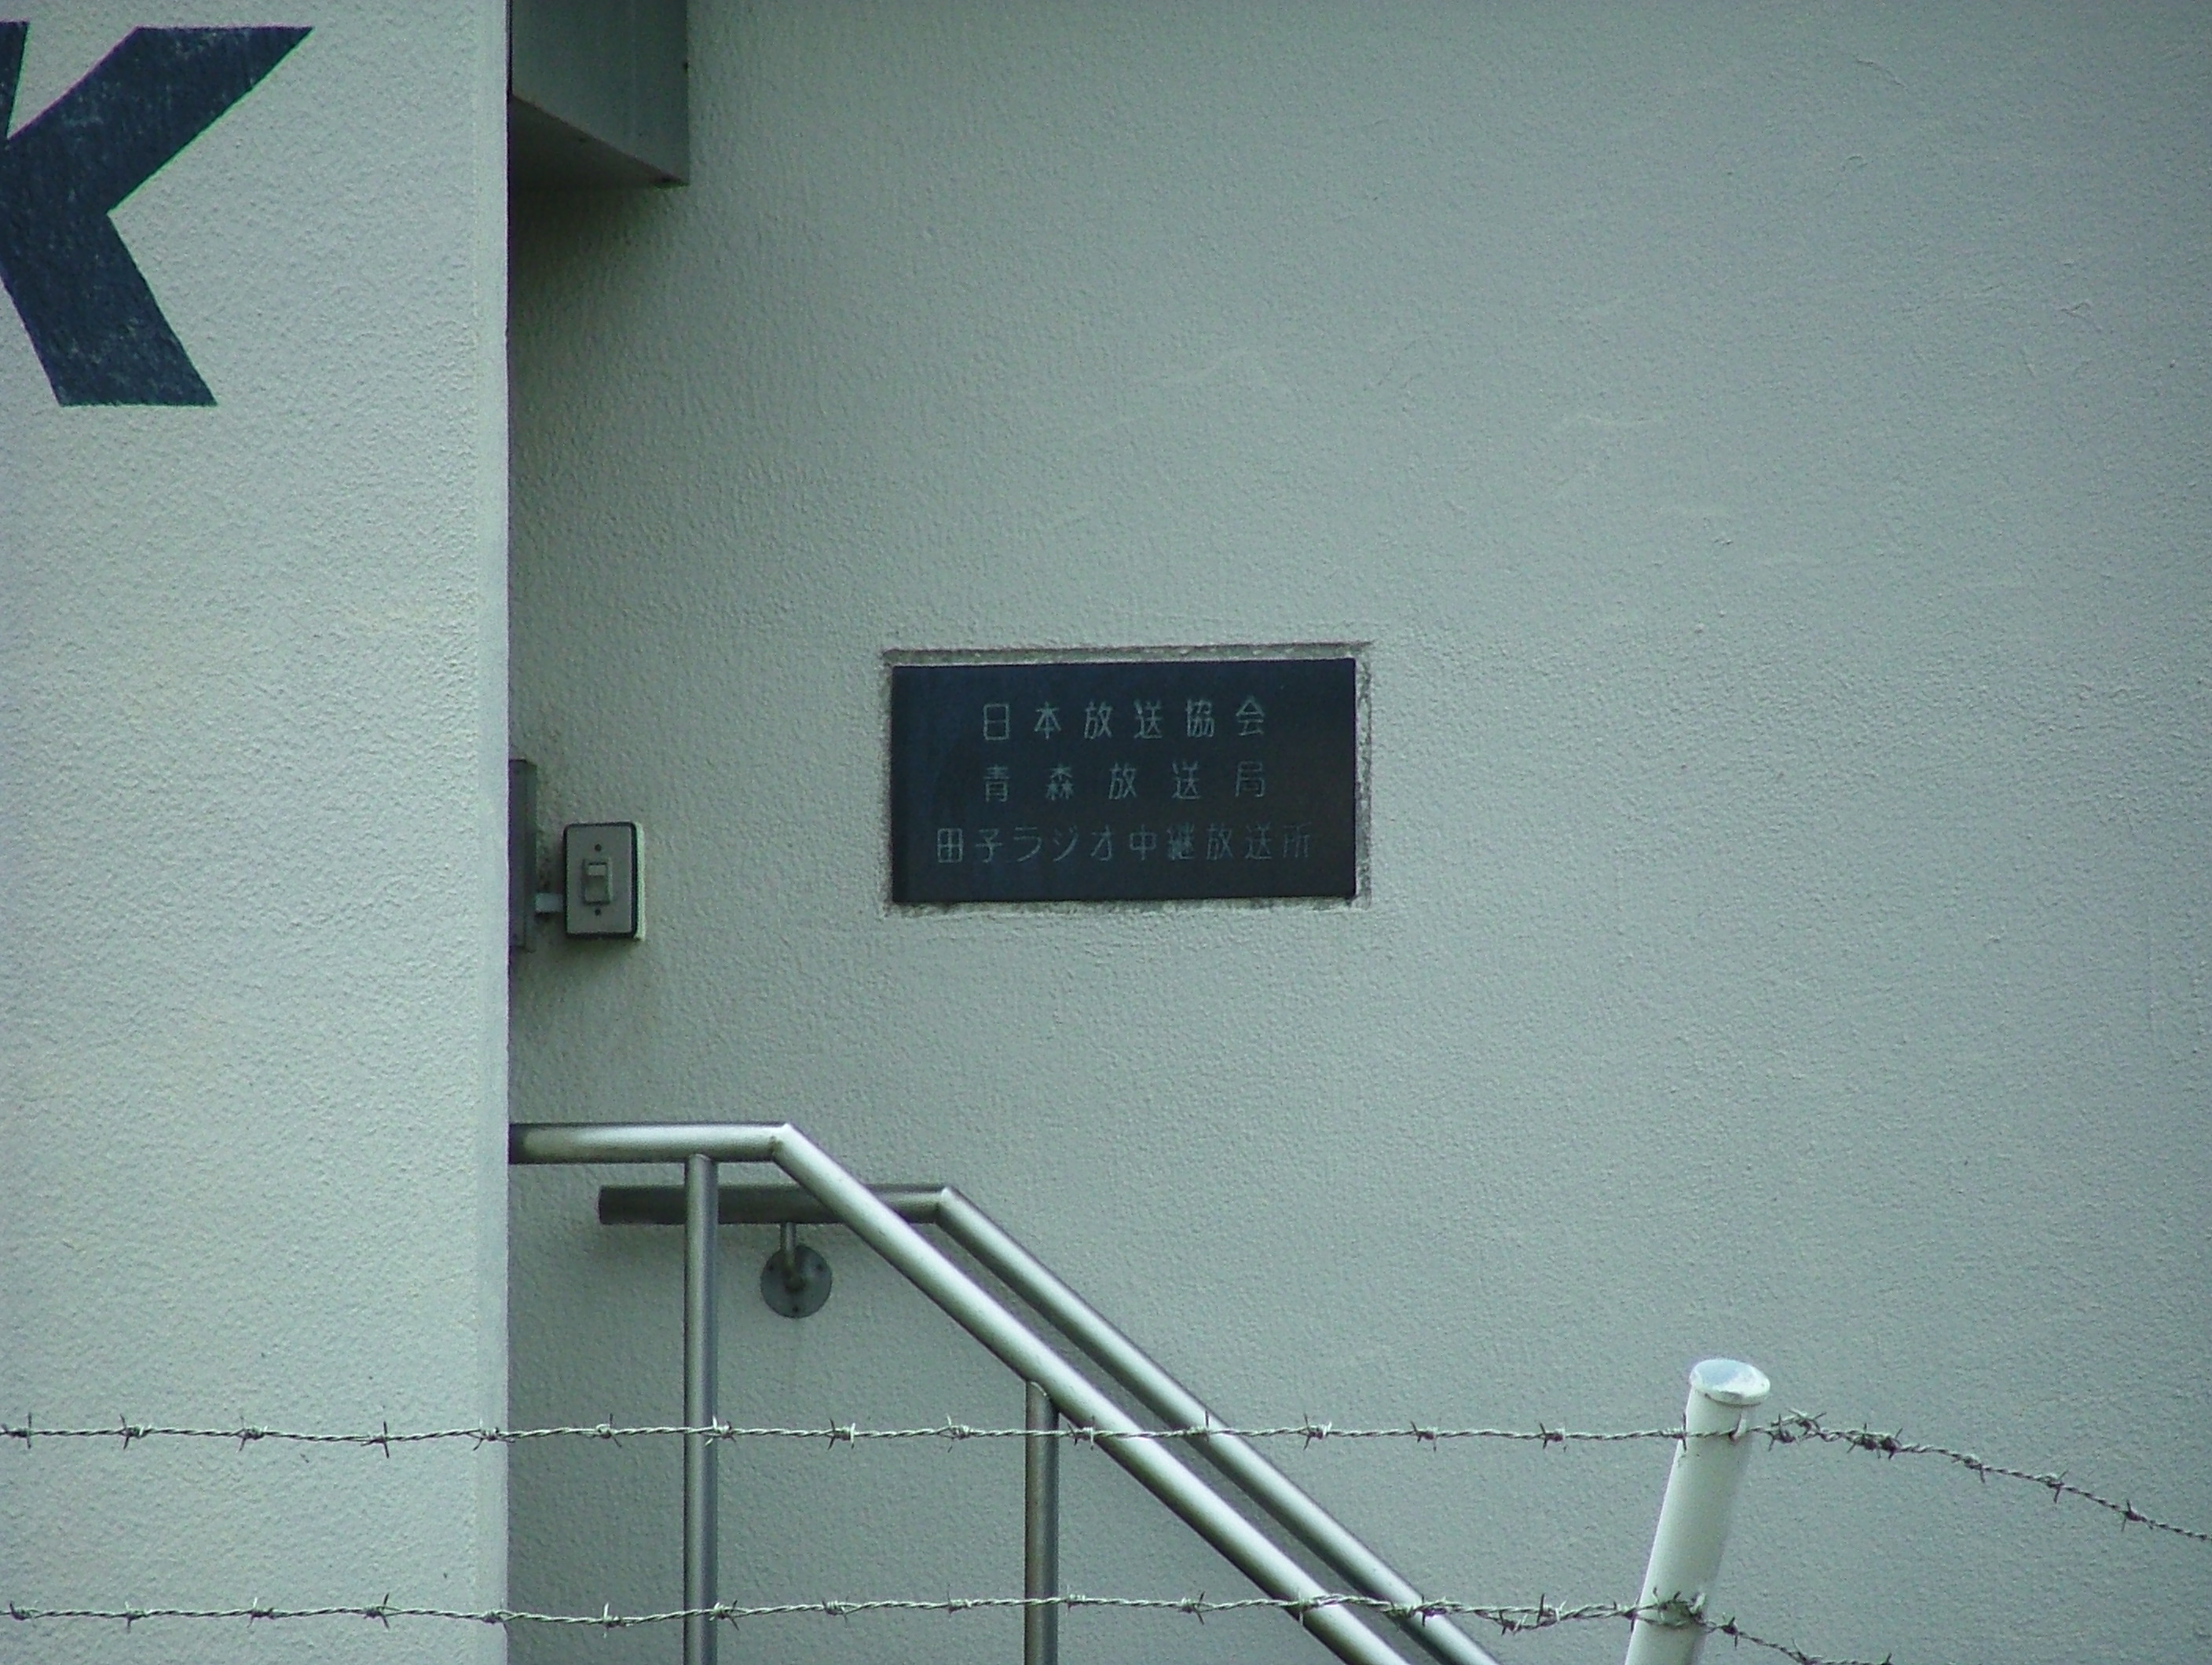 K
日本放送協会
青森放送局
田子ラジオ中継放送所